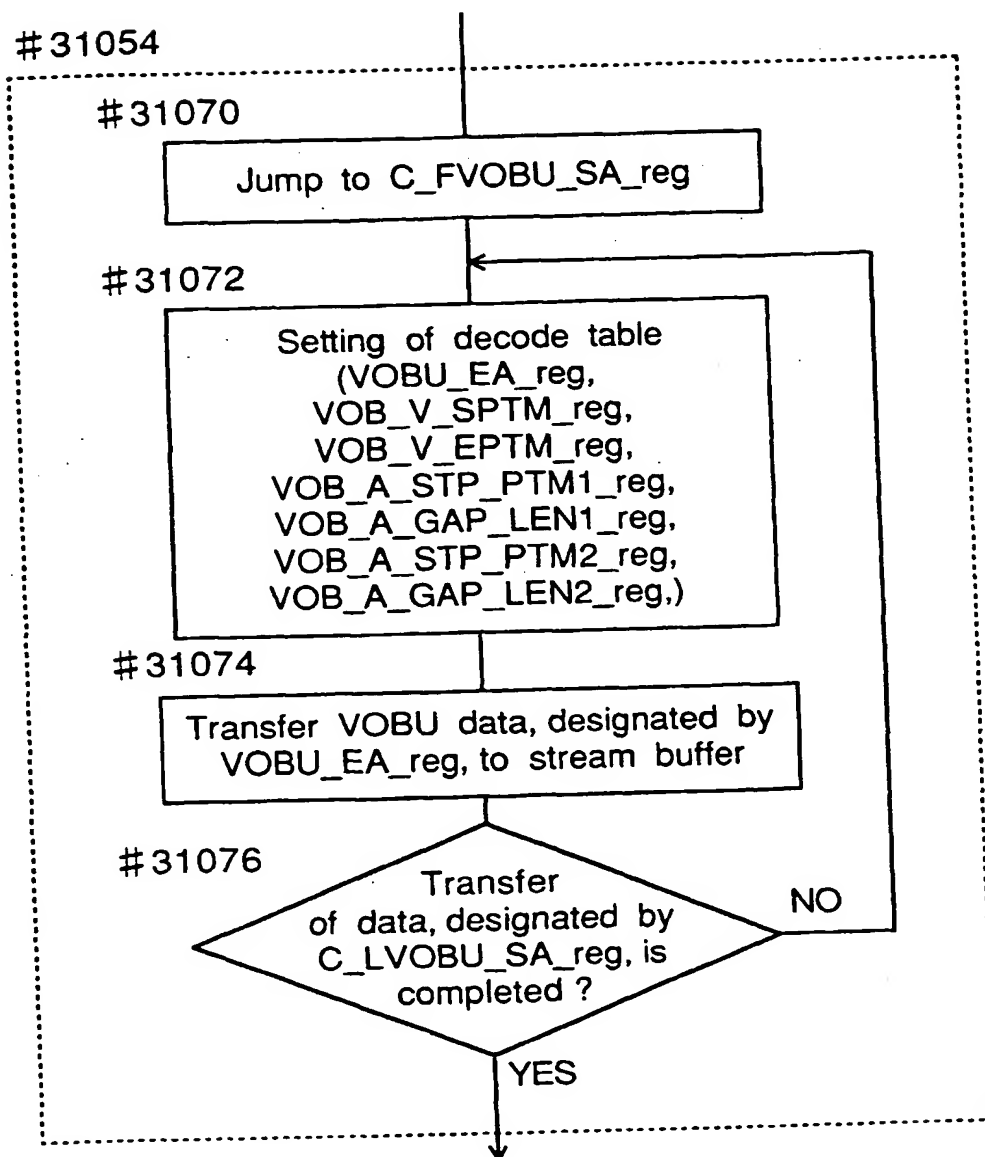 #31054
#31070
Jump to C_FVOBU_SA_reg
#31072
Setting of decode table
(VOBU_EA_reg,
VOB_V_SPTM_reg,
VOB_V_EPTM_reg,
VOB_A_STP_PTM1_reg,
VOB_A_GAP_LEN1_reg,
VOB_A_STP_PTM2_reg,
VOB_A_GAP_LEN2_reg,)
#31074
Transfer VOBU data, designated by
VOBU_EA_reg, to stream buffer
#31076
Transfer
of data, designated by
C_LVOBU_SA_reg, is
completed ?
NO
YES